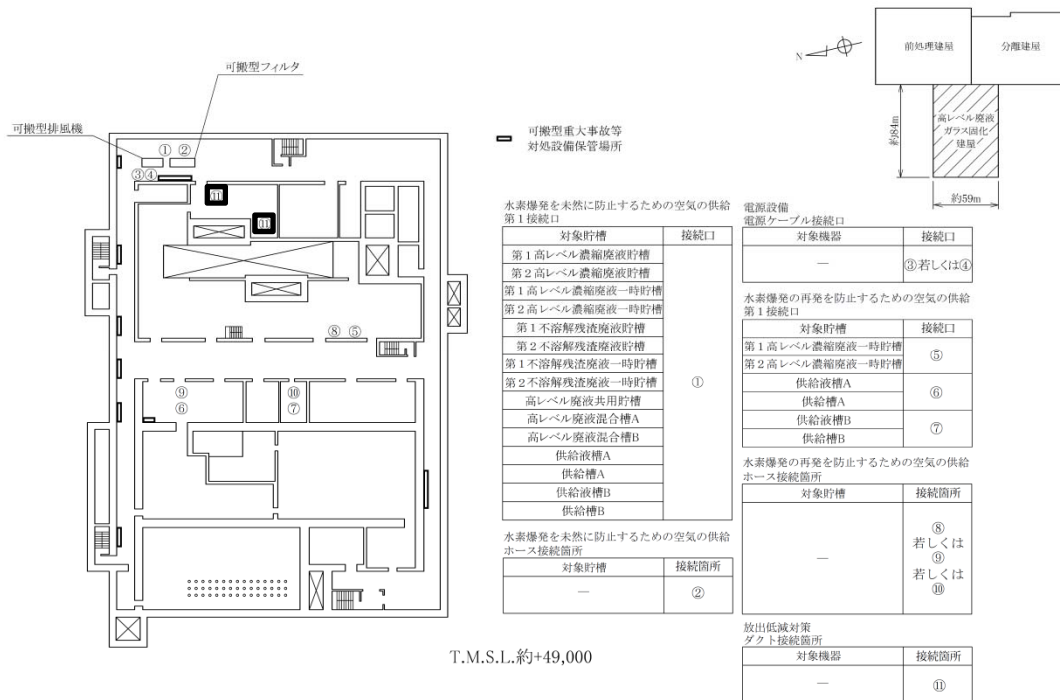 可搬型フィルタ
可搬型排風機
① ②
③④
⑪
⑪
⑧ ⑤
⑨
⑥
⑩
⑦
N
前処理建屋
分離建屋
高レベル廃液
ガラス固化
建屋
約84m
約59m
可搬型重大事故等
対処設備保管場所
水素爆発を未然に防止するための空気の供給
第1接続口
対象貯槽 接続口
第1高レベル濃縮廃液貯槽
第2高レベル濃縮廃液貯槽
第1高レベル濃縮廃液一時貯槽
第2高レベル濃縮廃液一時貯槽
第1不溶解残渣廃液貯槽
第2不溶解残渣廃液貯槽
第1不溶解残渣廃液一時貯槽
第2不溶解残渣廃液一時貯槽
①
高レベル廃液共用貯槽
高レベル廃液混合槽A
高レベル廃液混合槽B
供給液槽A
供給槽A
供給液槽B
供給槽B
水素爆発を未然に防止するための空気の供給
ホース接続箇所
対象貯槽 接続箇所
― ②
電源設備
電源ケーブル接続口
対象機器 接続口
― ③若しくは④
水素爆発の再発を防止するための空気の供給
第1接続口
対象貯槽 接続口
第1高レベル濃縮廃液一時貯槽
第2高レベル濃縮廃液一時貯槽
⑤
供給液槽A
供給槽A
⑥
供給液槽B
供給槽B
⑦
水素爆発の再発を防止するための空気の供給
ホース接続箇所
対象貯槽 接続箇所
―
⑧
若しくは
⑨
若しくは
⑩
放出低減対策
ダクト接続箇所
対象機器 接続箇所
― ⑪
T.M.S.L.約+49,000